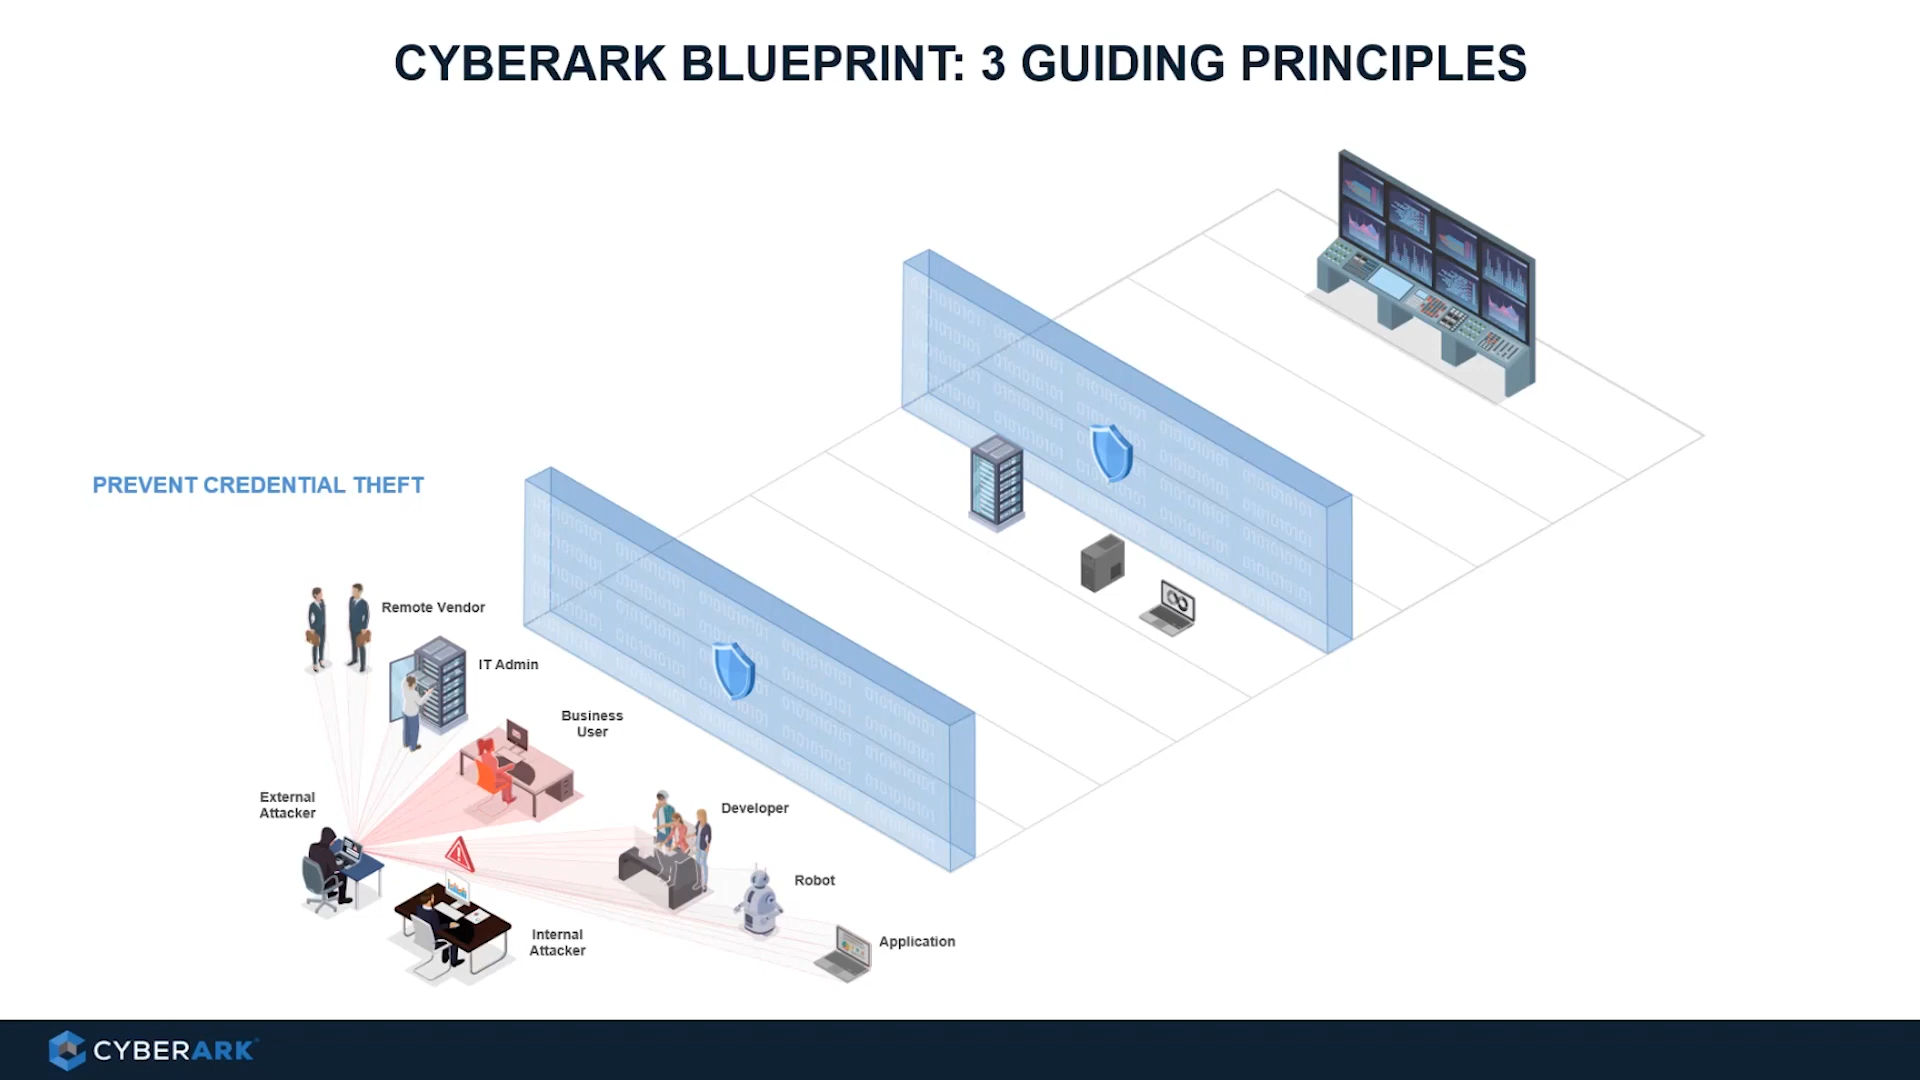 CYBERARK BLUEPRINT: 3 GUIDING PRINCIPLES
PREVENT CREDENTIAL THEFT
Remote Vendor
IT Admin
Business
User
External
Attacker
Developer
Robot
Internal
Attacker
Application
CYBERARK